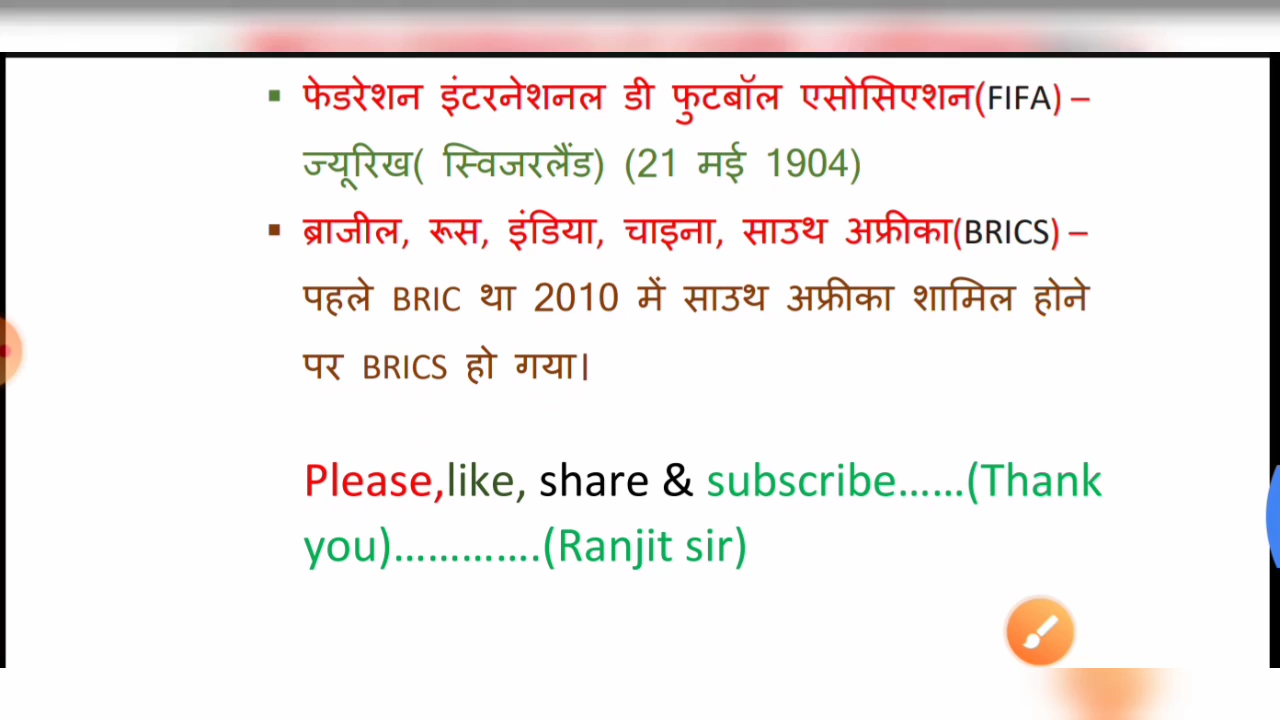 ▪ फेडरेशन इंटरनेशनल डी फुटबॉल एसोसिएशन(FIFA) –
ज्यूरिख( स्विजरलैंड) (21 मई 1904)
▪ ब्राजील, रूस, इंडिया, चाइना, साउथ अफ्रीका(BRICS) –
पहले BRIC था 2010 में साउथ अफ्रीका शामिल होने
पर BRICS हो गया।
Please,like, share & subscribe......(Thank
you).............(Ranjit sir)